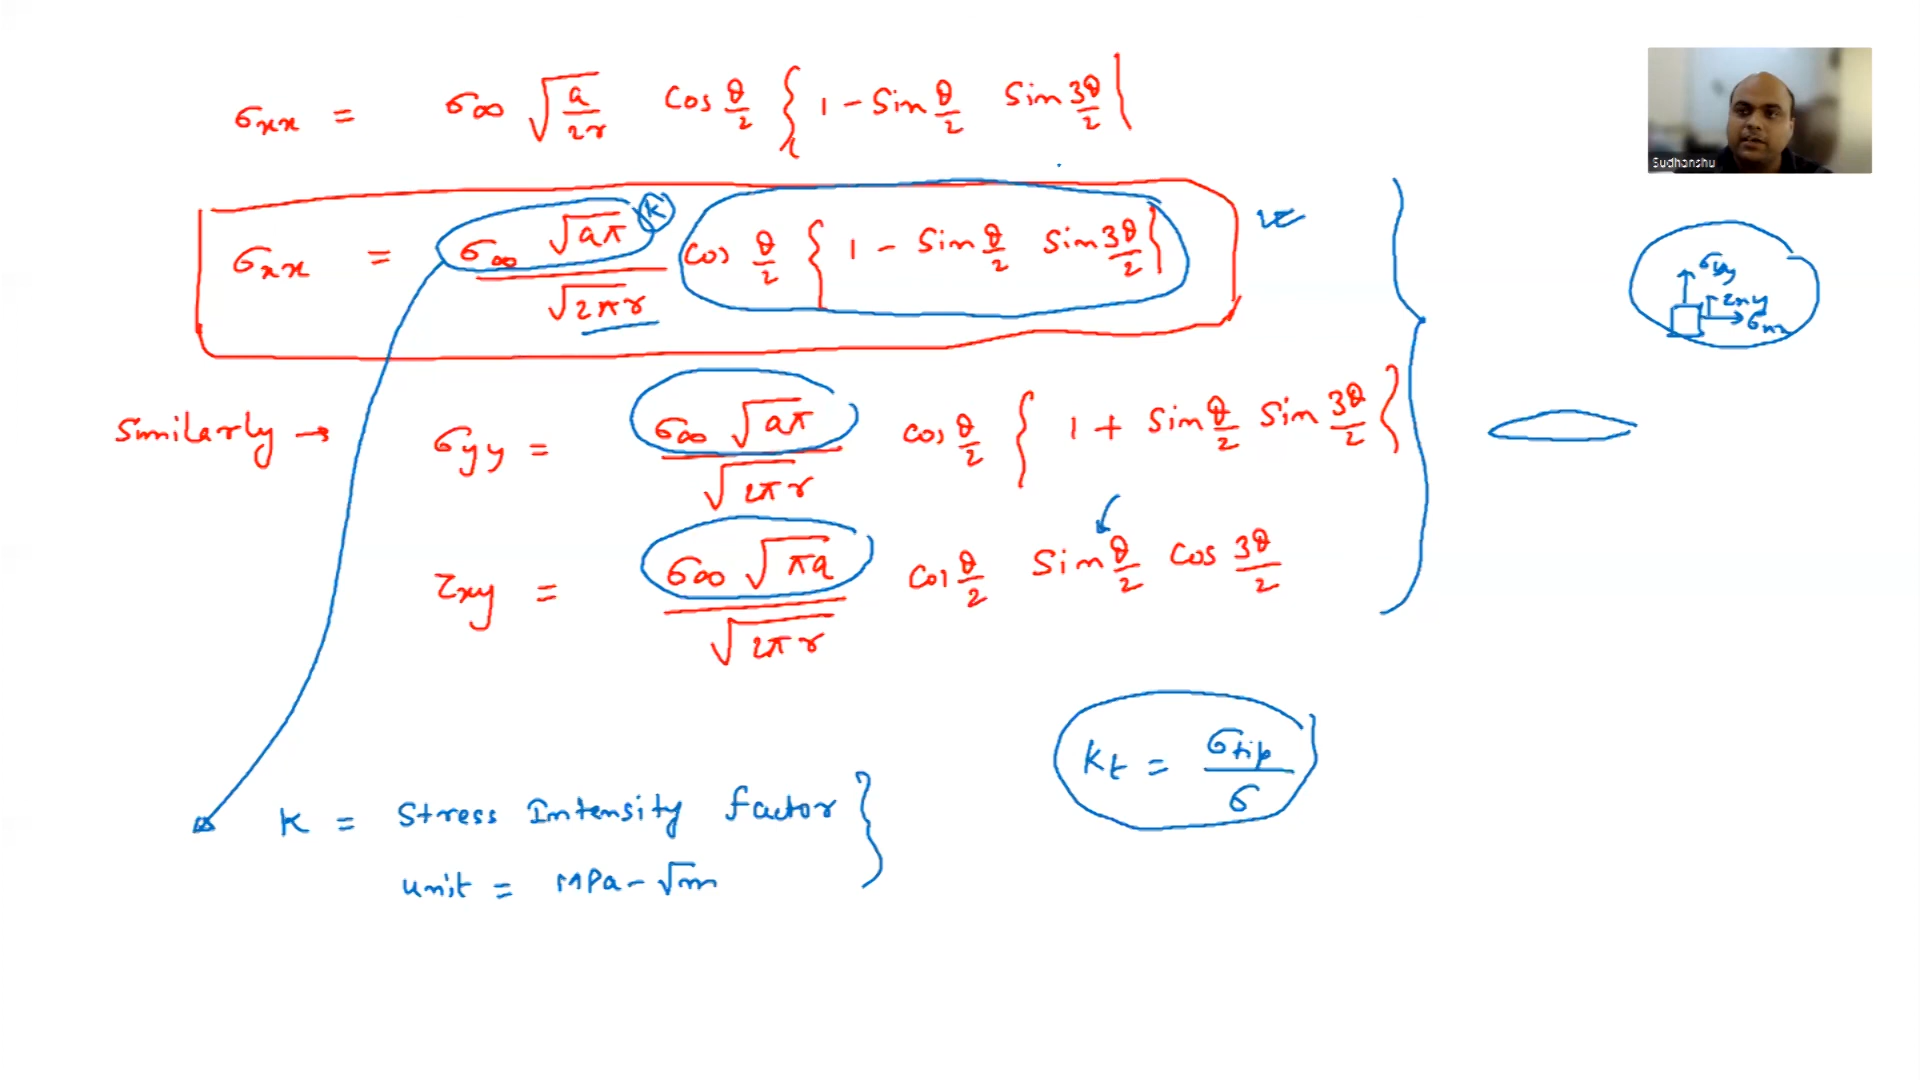 σxx = σ∞ √(a/2r) Cos θ/2 { 1 - Sin θ/2 Sin 3θ/2 }
Sudhanshu
σxx = σ∞ √(aπ) / √(2πr) Cos θ/2 { 1 - Sin θ/2 Sin 3θ/2 }
K
σyy
τxy
σxx
Similarly → σyy = σ∞ √(aπ) / √(2πr) Cos θ/2 { 1 + Sin θ/2 Sin 3θ/2 }
τxy = σ∞ √(πa) / √(2πr) Cos θ/2 Sin θ/2 Cos 3θ/2
Kt = σtip / σ
K = Stress Intensity factor
unit = MPa - √m